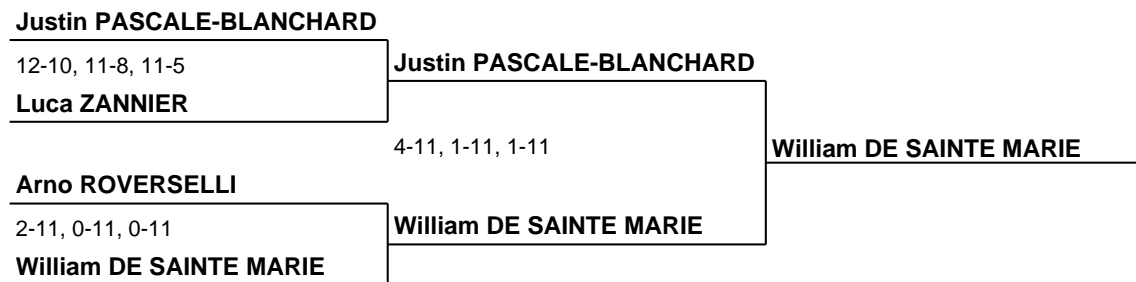 Justin PASCALE-BLANCHARD
12-10, 11-8, 11-5
Justin PASCALE-BLANCHARD
Luca ZANNIER
4-11, 1-11, 1-11
William DE SAINTE MARIE
Arno ROVERSELLI
2-11, 0-11, 0-11
William DE SAINTE MARIE
William DE SAINTE MARIE